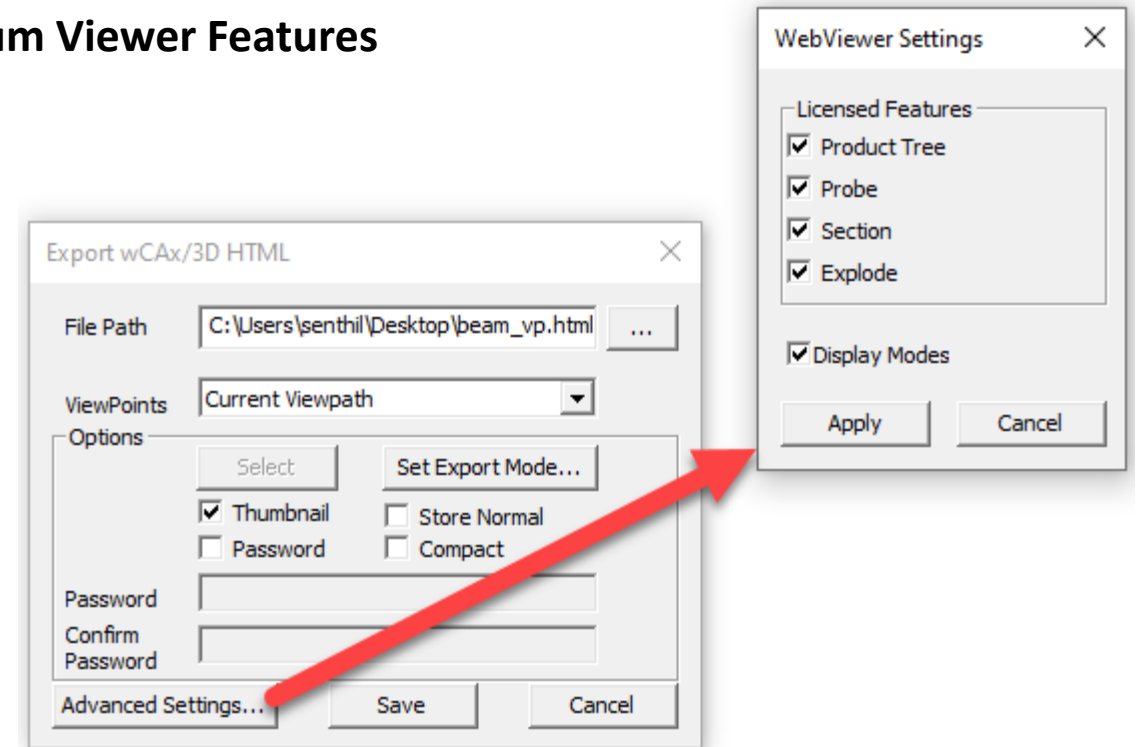 um Viewer Features
WebViewer Settings
Licensed Features
Product Tree
Probe
Section
Explode
Display Modes
Apply Cancel
Export wCAx/3D HTML
File Path C:\Users\senthil\Desktop\beam_vp.html ...
ViewPoints Current Viewpath
Options
Select Set Export Mode...
Thumbnail Store Normal
Password Compact
Password
Confirm
Password
Advanced Settings... Save Cancel